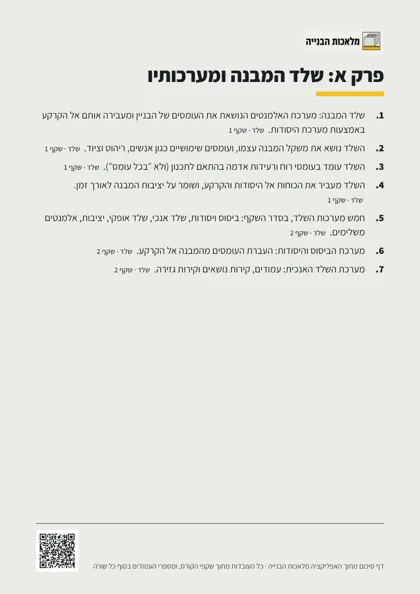 מלאכות הבנייה
פרק א: שלד המבנה ומערכותיו
1. שלד המבנה: מערכת האלמנטים הנושאת את העומסים של הבניין ומעבירה אותם אל הקרקע
באמצעות מערכת היסודות. שלד · שקף 1
2. השלד נושא את משקל המבנה עצמו, ועומסים שימושיים כגון אנשים, ריהוט וציוד. שלד · שקף 1
3. השלד עומד בעומסי רוח ורעידות אדמה בהתאם לתכנון (ולא "בכל עומס"). שלד · שקף 1
4. השלד מעביר את הכוחות אל היסודות והקרקע, ושומר על יציבות המבנה לאורך זמן.
שלד · שקף 1
5. חמש מערכות השלד, בסדר השקף: ביסוס ויסודות, שלד אנכי, שלד אופקי, יציבות, אלמנטים
משלימים. שלד · שקף 2
6. מערכת הביסוס והיסודות: העברת העומסים מהמבנה אל הקרקע. שלד · שקף 2
7. מערכת השלד האנכית: עמודים, קירות נושאים וקירות גזירה. שלד · שקף 2
דף סיכום מתוך האפליקציה מלאכות הבנייה · כל העובדות מתוך שקפי הקורס, ומספרי העמודים בסוף כל שורה